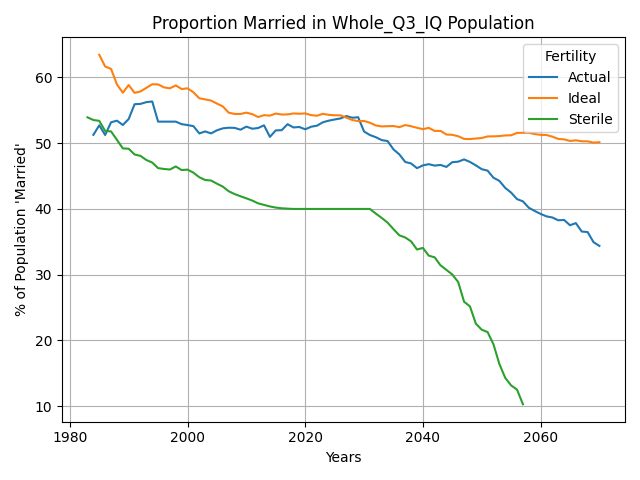 Proportion Married in Whole_Q3_IQ Population
Fertility
Actual
Ideal
Sterile
% of Population 'Married'
60
50
40
30
20
10
1980
2000
2020
2040
2060
Years